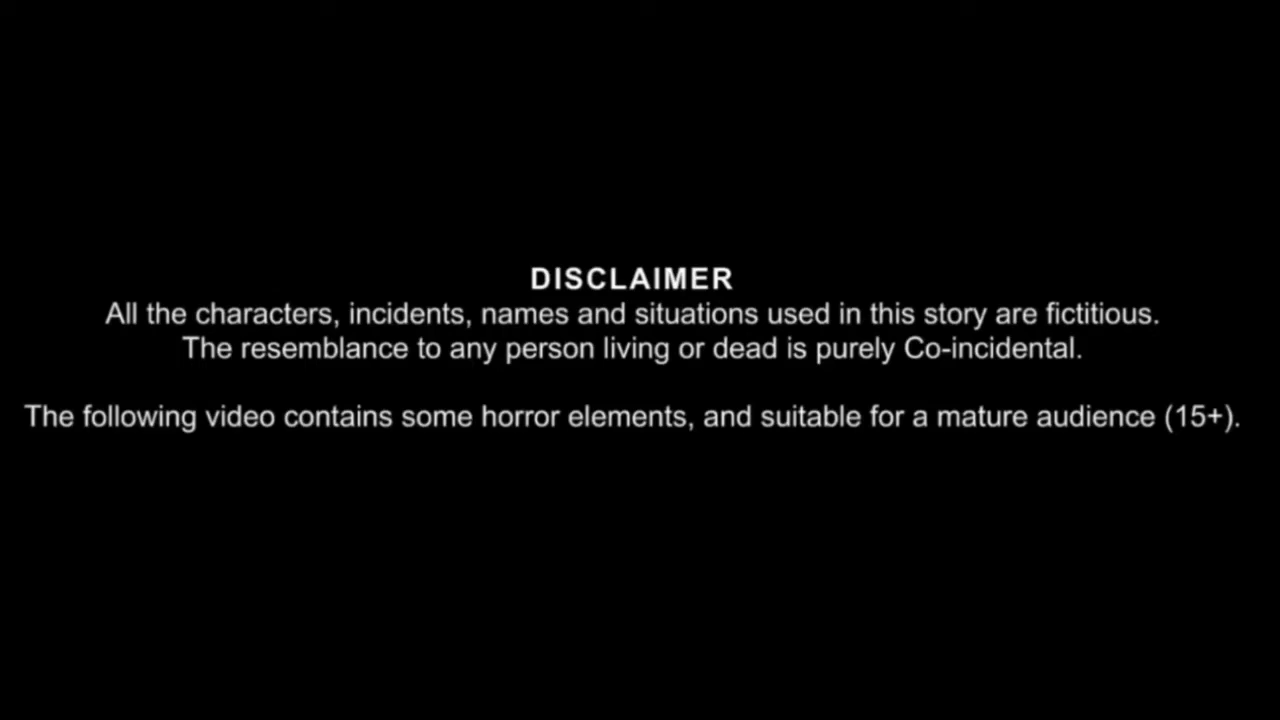 DISCLAIMER
All the characters, incidents, names and situations used in this story are fictitious.
The resemblance to any person living or dead is purely Co-incidental.
The following video contains some horror elements, and suitable for a mature audience (15+).